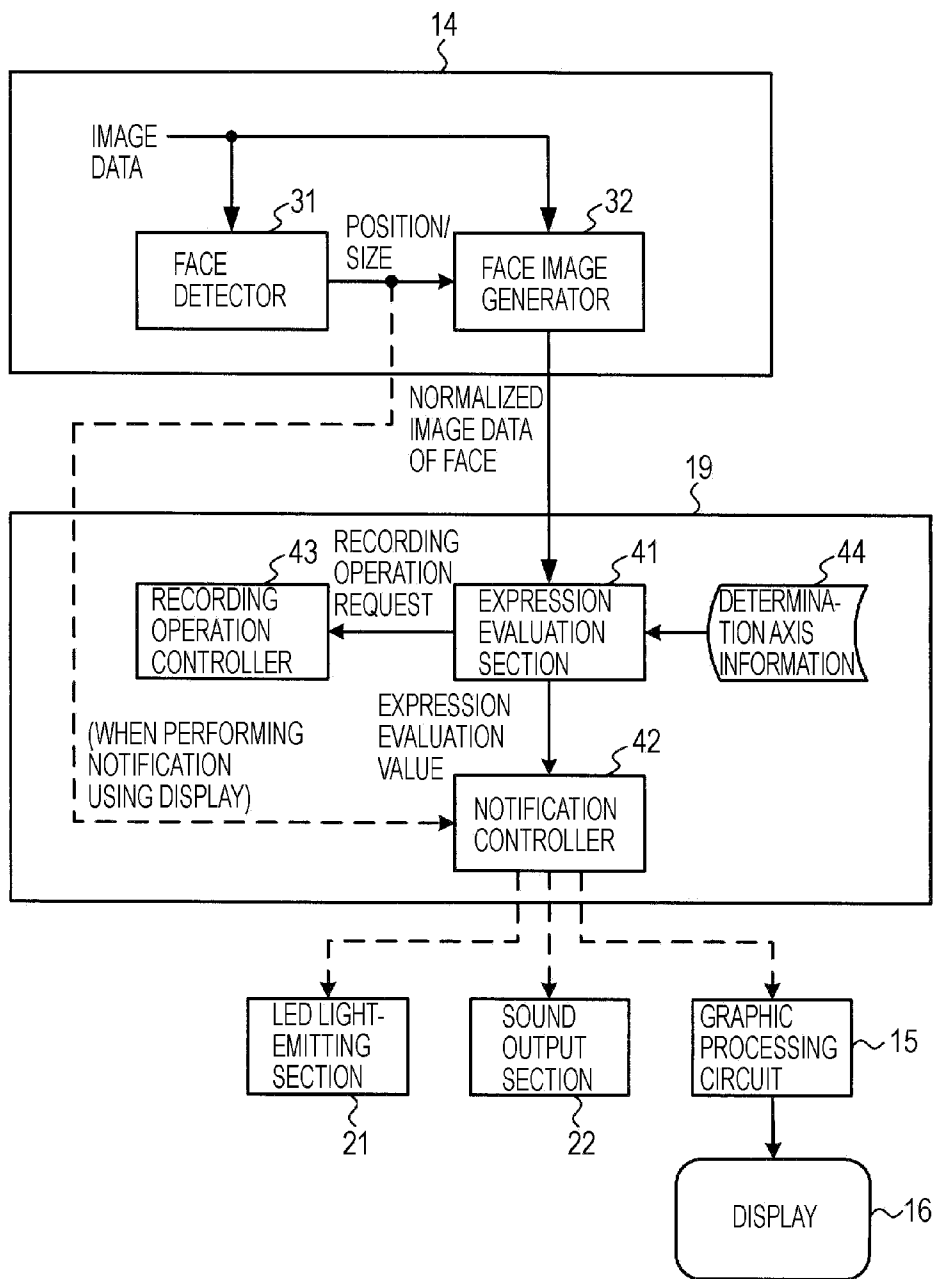 14
IMAGE
DATA
31
32
POSITION/
SIZE
FACE
DETECTOR
FACE IMAGE
GENERATOR
NORMALIZED
IMAGE DATA
OF FACE
19
43
RECORDING
OPERATION
REQUEST
41
44
RECORDING
OPERATION
CONTROLLER
EXPRESSION
EVALUATION
SECTION
DETERMINA-
TION AXIS
INFORMATION
EXPRESSION
EVALUATION
VALUE
42
(WHEN PERFORMING
NOTIFICATION
USING DISPLAY)
NOTIFICATION
CONTROLLER
LED LIGHT-
EMITTING
SECTION
21
SOUND
OUTPUT
SECTION
22
GRAPHIC
PROCESSING
CIRCUIT
15
DISPLAY
16